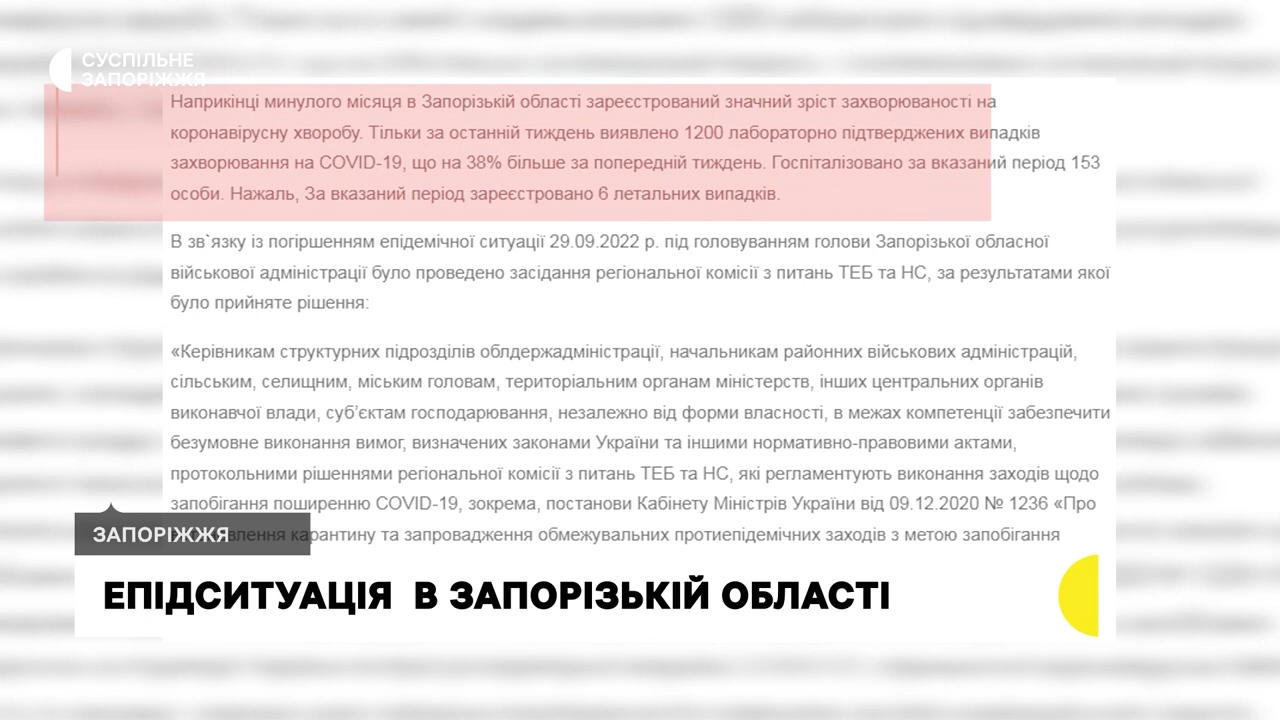 СУСПІЛЬНЕ
ЗАПОРІЖЖЯ
Наприкінці минулого місяця в Запорізькій області зареєстрований значний зріст захворюваності на
коронавірусну хворобу. Тільки за останній тиждень виявлено 1200 лабораторно підтверджених випадків
захворювання на COVID-19, що на 38% більше за попередній тиждень. Госпіталізовано за вказаний період 153
особи. Нажаль, За вказаний період зареєстровано 6 летальних випадків.
В зв`язку із погіршенням епідемічної ситуації 29.09.2022 р. під головуванням голови Запорізької обласної
військової адміністрації було проведено засідання регіональної комісії з питань ТЕБ та НС, за результатами якої
було прийняте рішення:
«Керівникам структурних підрозділів облдержадміністрації, начальникам районних військових адміністрацій,
сільським, селищним, міським головам, територіальним органам міністерств, інших центральних органів
виконавчої влади, суб’єктам господарювання, незалежно від форми власності, в межах компетенції забезпечити
безумовне виконання вимог, визначених законами України та іншими нормативно-правовими актами,
протокольними рішеннями регіональної комісії з питань ТЕБ та НС, які регламентують виконання заходів щодо
запобігання поширенню COVID-19, зокрема, постанови Кабінету Міністрів України від 09.12.2020 № 1236 «Про
карантину та запровадження обмежувальних протиепідемічних заходів з метою запобігання
ЗАПОРІЖЖЯ
ЕПІДСИТУАЦІЯ В ЗАПОРІЗЬКІЙ ОБЛАСТІ